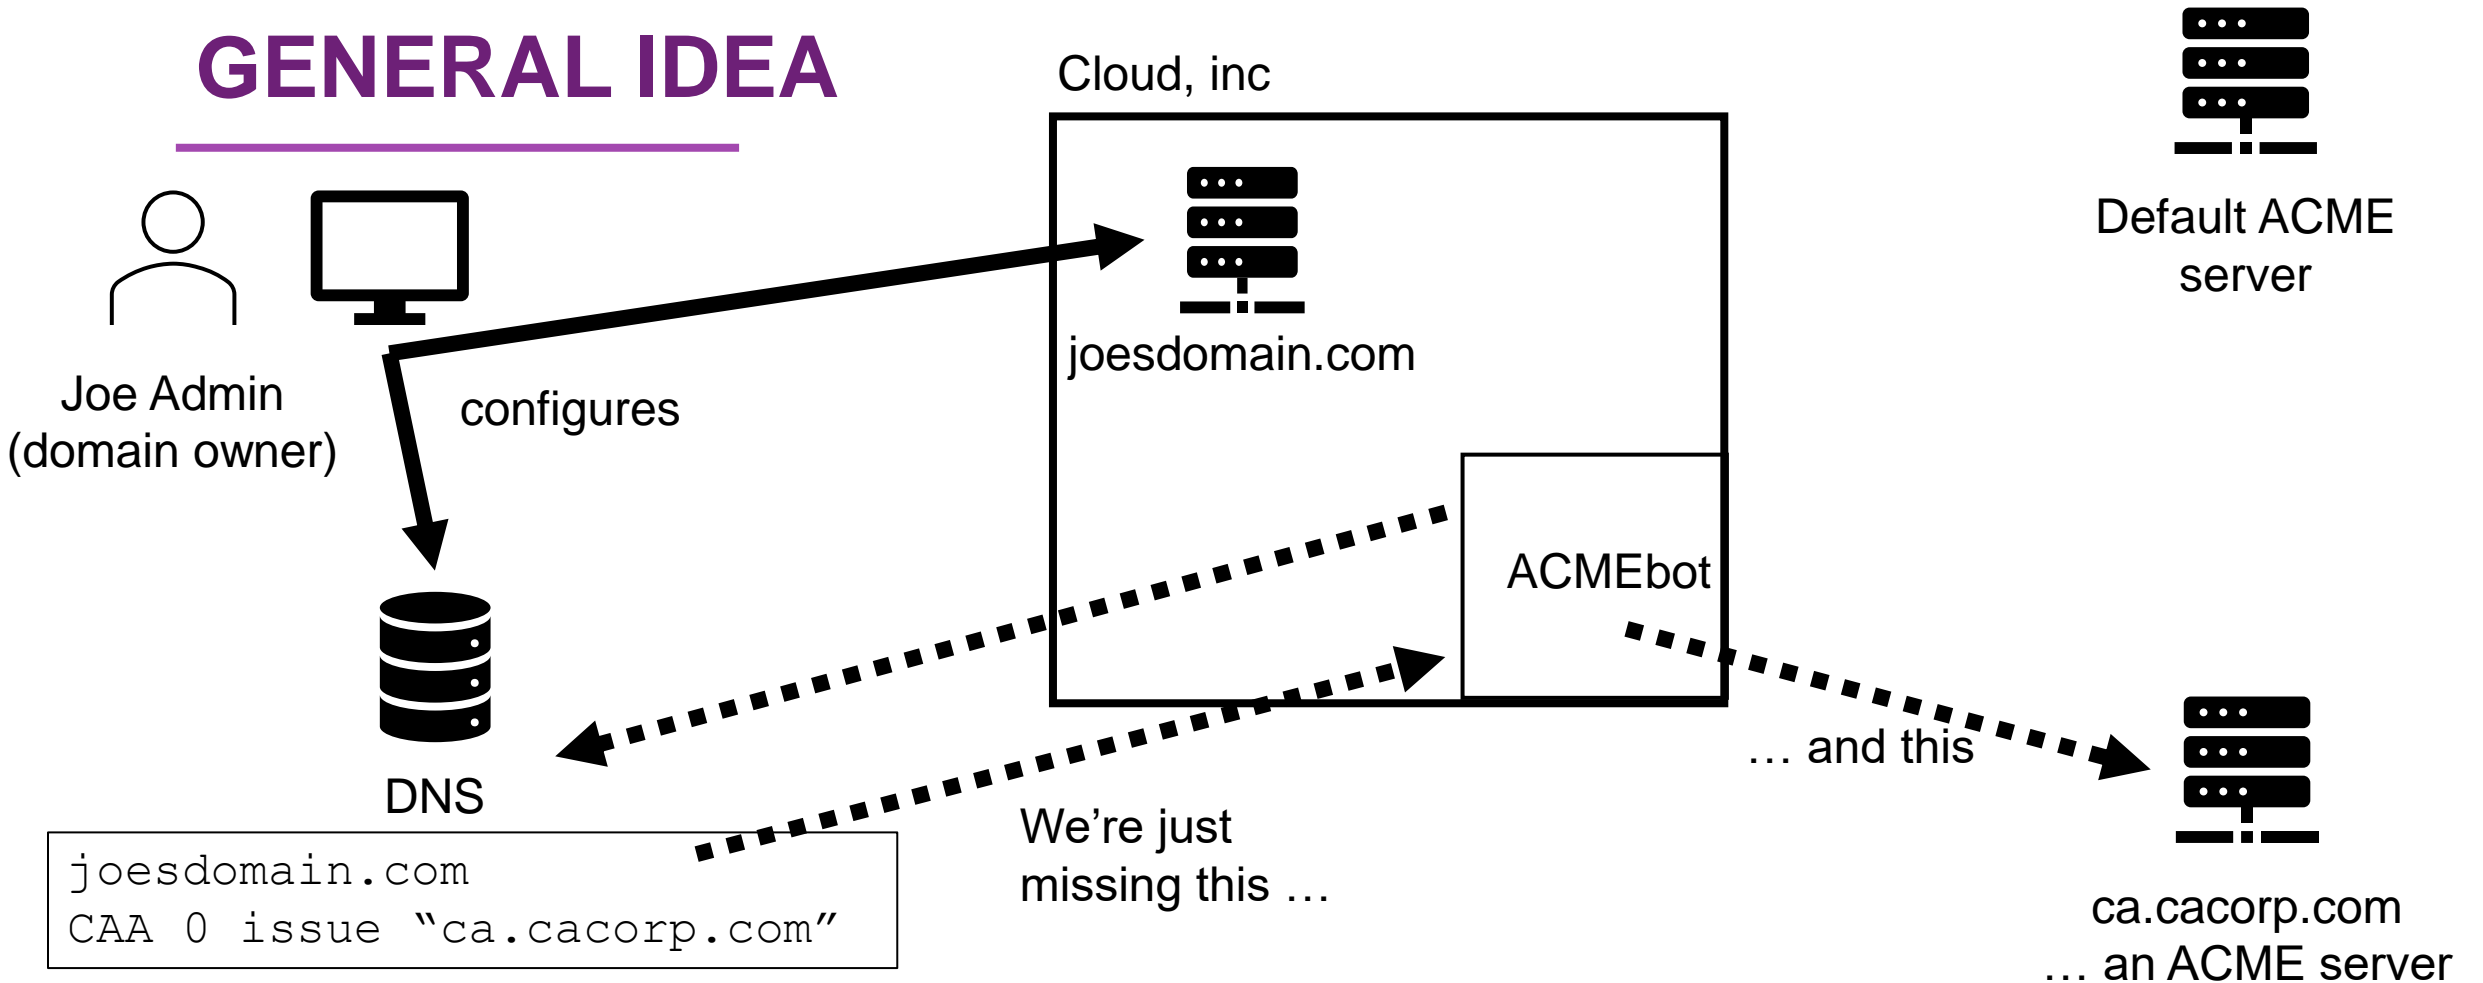 GENERAL IDEA
Cloud, inc
Default ACME
server
joesdomain.com
Joe Admin
(domain owner)
configures
ACMEbot
… and this
DNS
We’re just
missing this …
joesdomain.com
CAA 0 issue “ca.cacorp.com”
ca.cacorp.com
… an ACME server